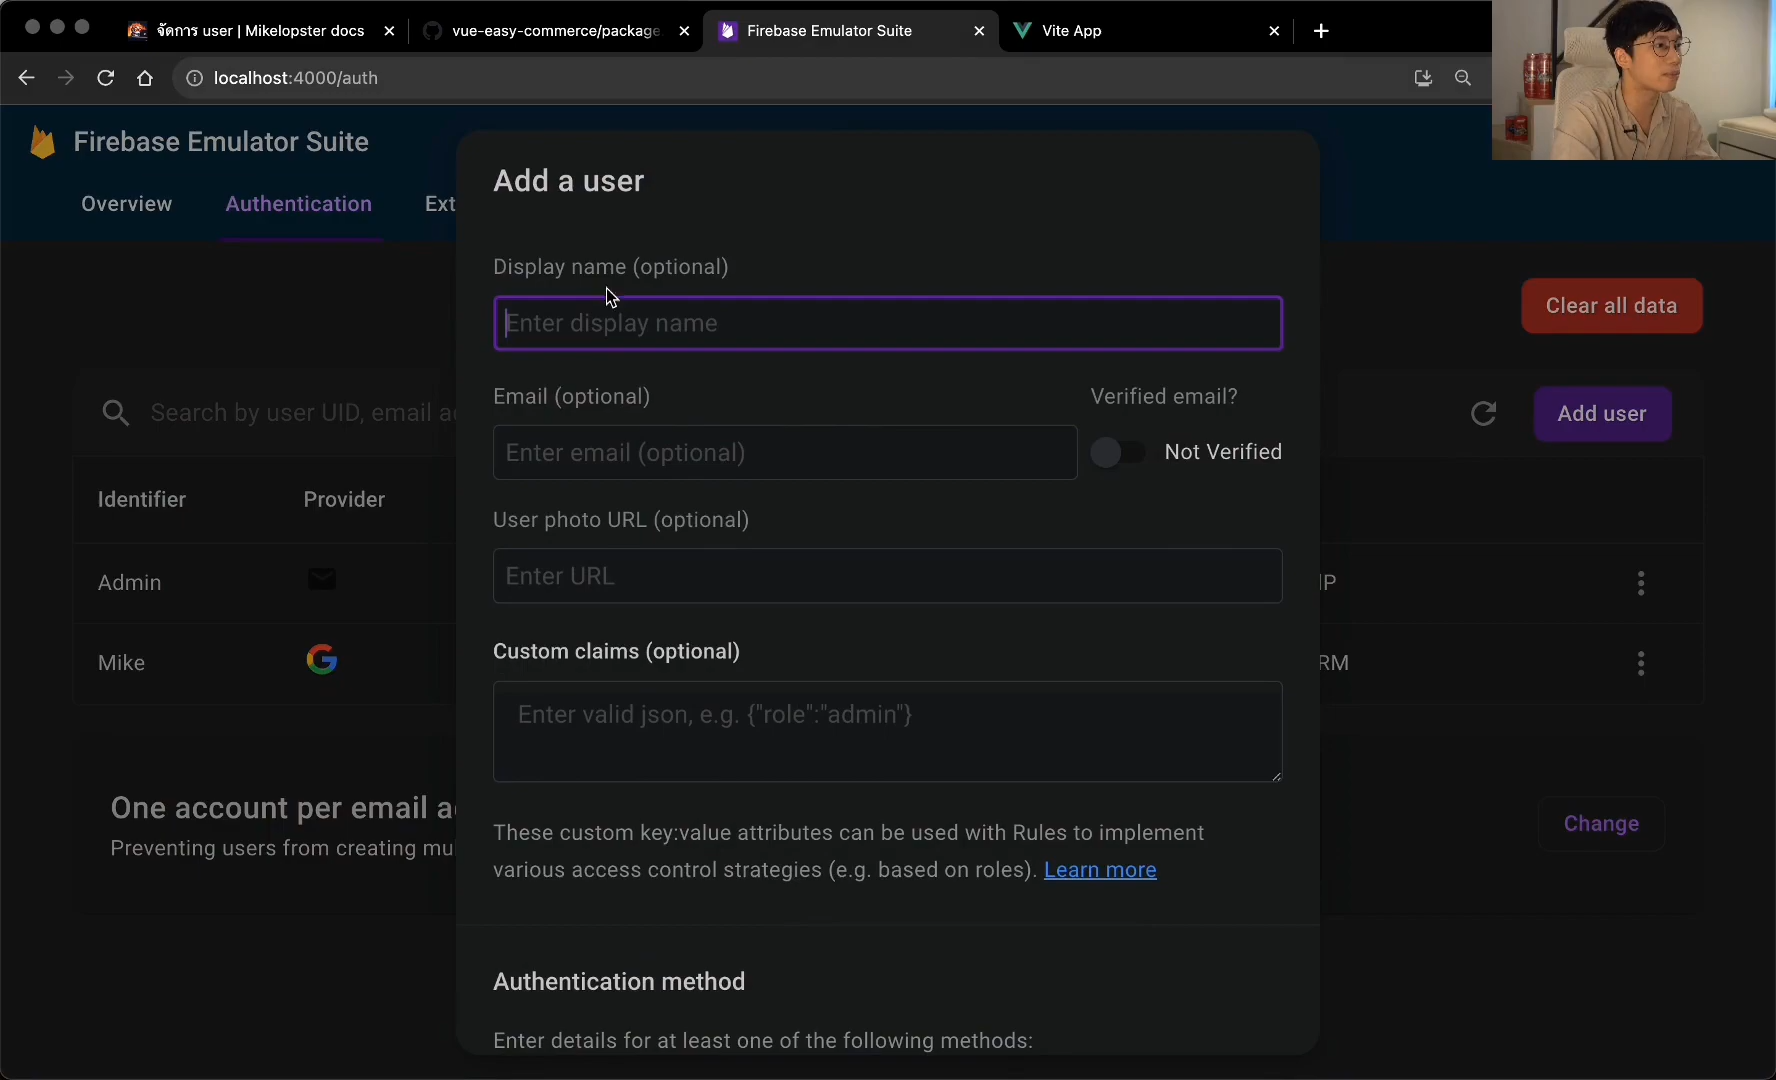 จัดการ user | Mikelopster docs
vue-easy-commerce/package
Firebase Emulator Suite
Vite App
localhost:4000/auth
Firebase Emulator Suite
Overview
Authentication
Ext
Add a user
Display name (optional)
Enter display name
Clear all data
Email (optional)
Verified email?
Search by user UID, email a
Enter email (optional)
Not Verified
Add user
Identifier
Provider
User photo URL (optional)
Enter URL
Admin
IP
Mike
RM
Custom claims (optional)
Enter valid json, e.g. {"role":"admin"}
One account per email a
Preventing users from creating mu
Change
These custom key:value attributes can be used with Rules to implement
various access control strategies (e.g. based on roles). Learn more
Authentication method
Enter details for at least one of the following methods: